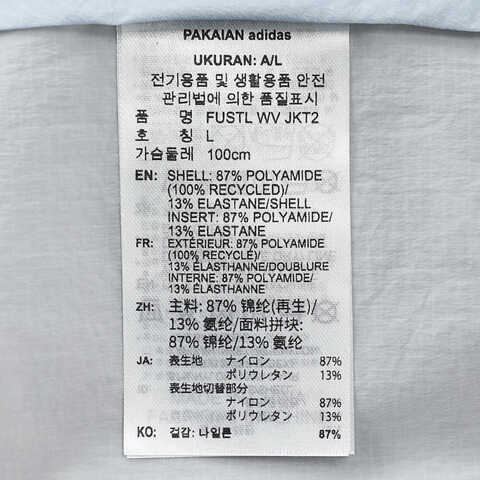 PAKAIAN adidas
UKURAN: A/L
전기용품 및 생활용품 안전
관리법에 의한 품질표시
품 명 FUSTL WV JKT2
호 칭 L
가슴둘레 100cm
EN: SHELL: 87% POLYAMIDE
(100% RECYCLED)/
13% ELASTANE/SHELL
INSERT: 87% POLYAMIDE/
13% ELASTANE
FR: EXTÉRIEUR: 87% POLYAMIDE
(100% RECYCLÉ)/
13% ÉLASTHANNE/DOUBLURE
INTERNE: 87% POLYAMIDE/
13% ÉLASTHANNE
ZH: 主料: 87% 锦纶(再生)/
13% 氨纶/面料拼块:
87% 锦纶/13% 氨纶
JA: 表生地 ナイロン 87%
ポリウレタン 13%
表生地切替部分
ナイロン 87%
ポリウレタン 13%
KO: 겉감: 나일론 87%